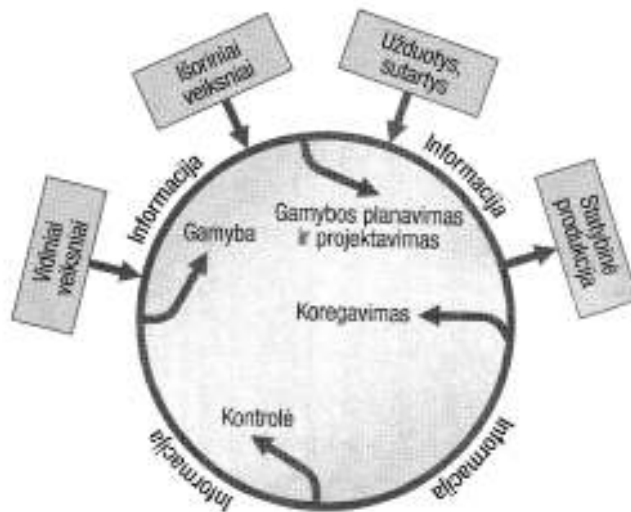 Išoriniai
veiksniai
Užduotys,
sutartys
Informacija
Informacija
Vidiniai
veiksniai
Gamyba
Gamybos planavimas
ir projektavimas
Statybinė
produkcija
Koregavimas
Kontrolė
Informacija
Informacija